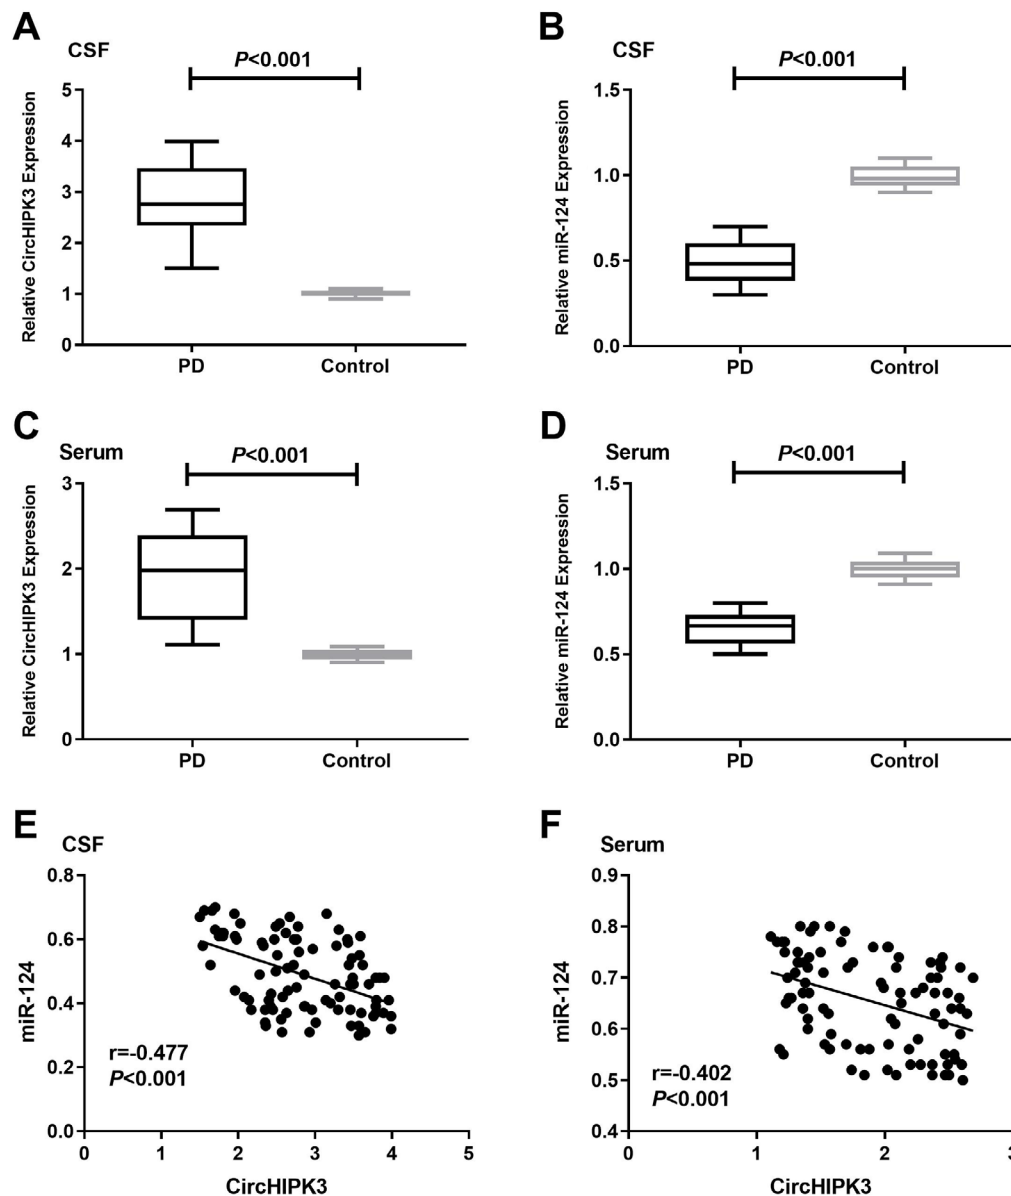 A
CSF
P<0.001
Relative CircHIPK3 Expression
5
4
3
2
1
0
PD
Control
B
CSF
P<0.001
Relative miR-124 Expression
1.5
1.0
0.5
0.0
PD
Control
C
Serum
P<0.001
Relative CircHIPK3 Expression
3
2
1
0
PD
Control
D
Serum
P<0.001
Relative miR-124 Expression
1.5
1.0
0.5
0.0
PD
Control
E
CSF
miR-124
0.8
0.6
0.4
0.2
0.0
r=-0.477
P<0.001
0 1 2 3 4 5
CircHIPK3
F
Serum
miR-124
0.9
0.8
0.7
0.6
0.5
0.4
r=-0.402
P<0.001
0 1 2 3
CircHIPK3